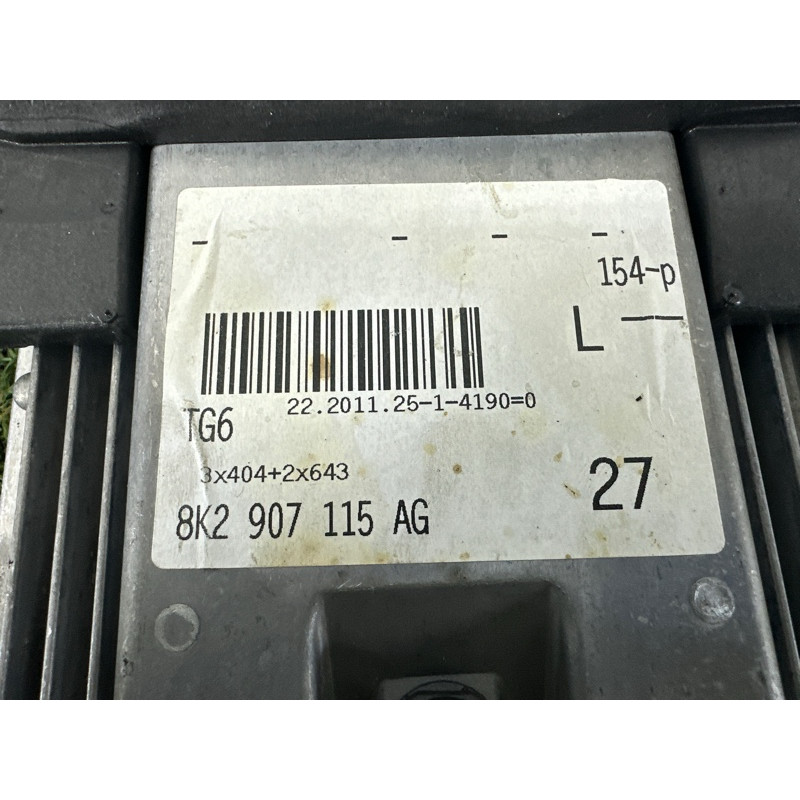 - - - -
154-p
L —
22.2011.25-1-4190=0
TG6
3x404+2x643
27
8K2 907 115 AG